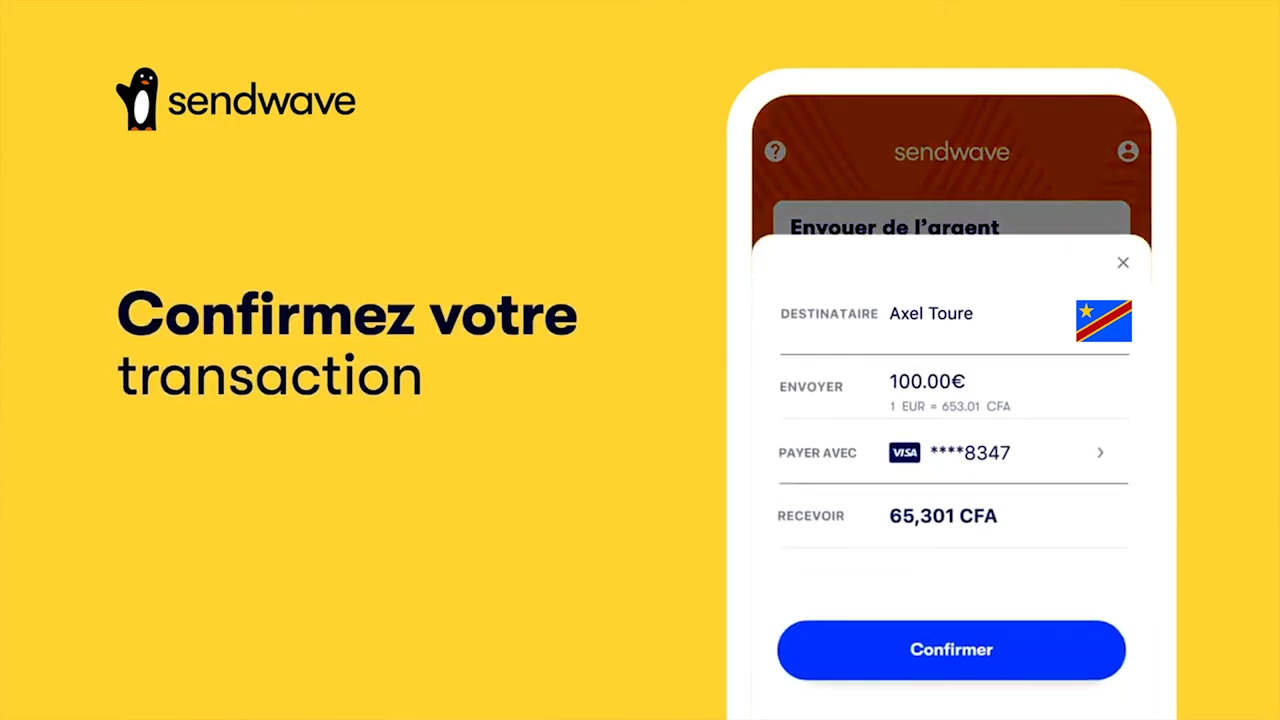 sendwave
Confirmez votre
transaction
?
sendwave
Envoyer de l'argent
DESTINATAIRE Axel Toure
ENVOYER 100.00€
1 EUR = 653.01 CFA
PAYER AVEC VISA ****8347
RECEVOIR 65,301 CFA
Confirmer